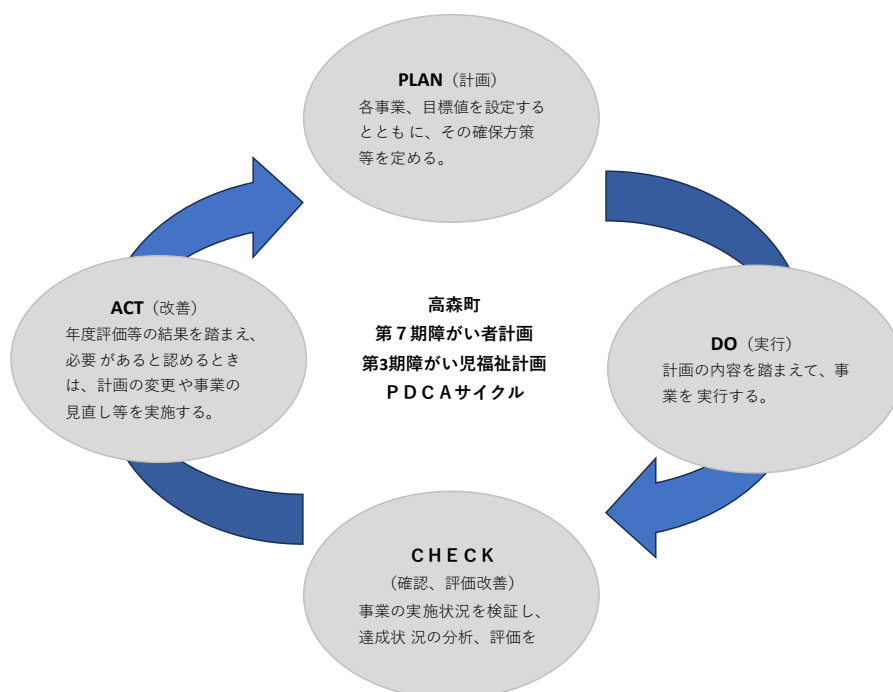 PLAN（計画）
各事業、目標値を設定する
ととも に、その確保方策
等を定める。
ACT（改善）
年度評価等の結果を踏まえ、
必要 があると認めるとき
は、計画の変更 や事業の
見直し等を実施する。
高森町
第７期障がい者計画
第3期障がい児福祉計画
ＰＤＣＡサイクル
DO（実行）
計画の内容を踏まえて、事
業を 実行する。
ＣＨＥＣＫ
（確認、評価改善）
事業の実施状況を検証し、
達成状 況の分析、評価を